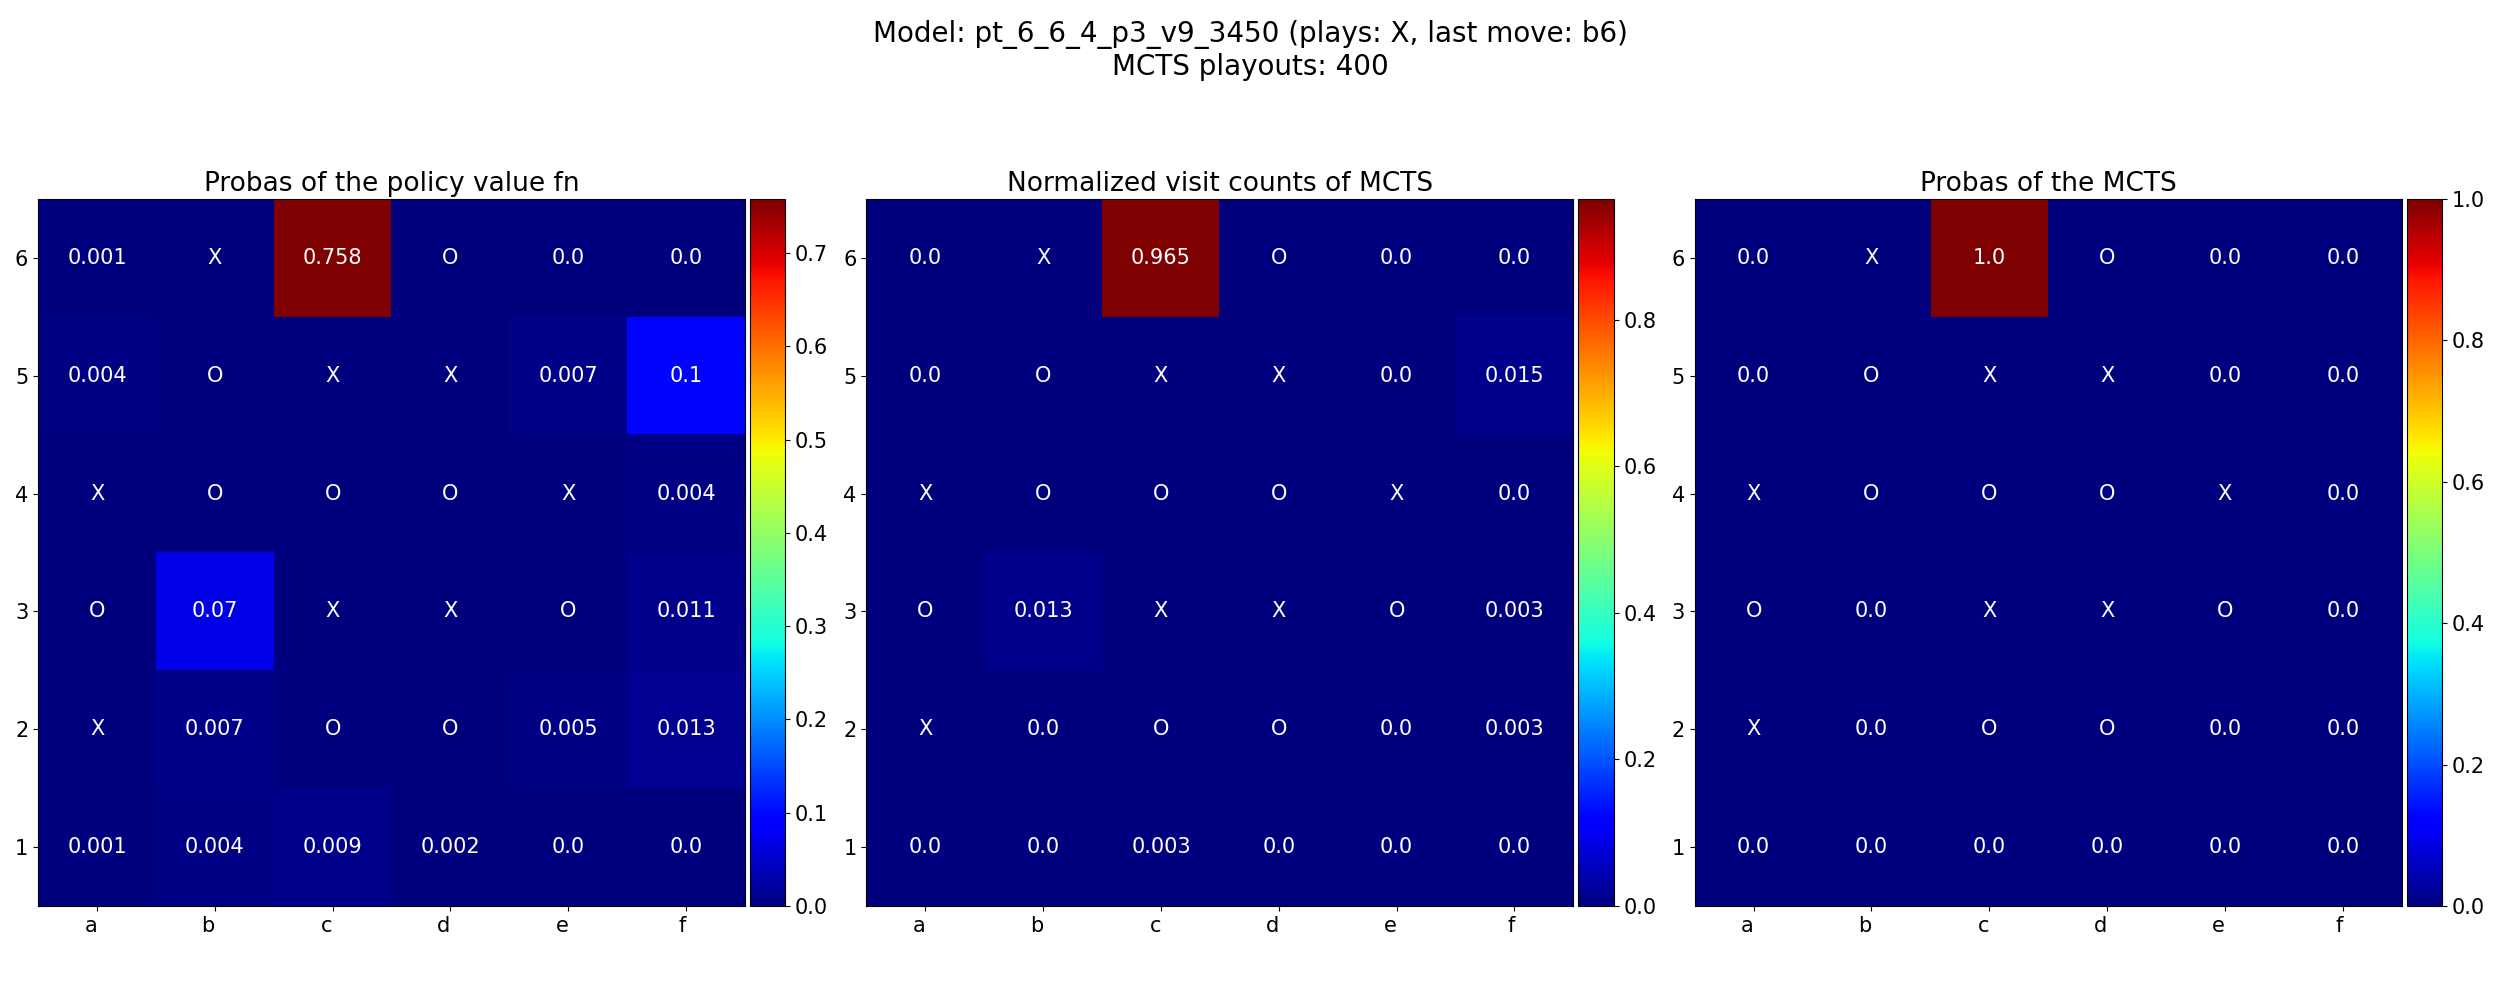 Model: pt_6_6_4_p3_v9_3450 (plays: X, last move: b6)
MCTS playouts: 400
Probas of the policy value fn
6 0.001 X 0.758 O 0.0 0.0
5 0.004 O X X 0.007 0.1
4 X O O O X 0.004
3 O 0.07 X X O 0.011
2 X 0.007 O O 0.005 0.013
1 0.001 0.004 0.009 0.002 0.0 0.0
a b c d e f
0.7
0.6
0.5
0.4
0.3
0.2
0.1
0.0
Normalized visit counts of MCTS
6 0.0 X 0.965 O 0.0 0.0
5 0.0 O X X 0.0 0.015
4 X O O O X 0.0
3 O 0.013 X X O 0.003
2 X 0.0 O O 0.0 0.003
1 0.0 0.0 0.003 0.0 0.0 0.0
a b c d e f
0.8
0.6
0.4
0.2
0.0
Probas of the MCTS
6 0.0 X 1.0 O 0.0 0.0
5 0.0 O X X 0.0 0.0
4 X O O O X 0.0
3 O 0.0 X X O 0.0
2 X 0.0 O O 0.0 0.0
1 0.0 0.0 0.0 0.0 0.0 0.0
a b c d e f
1.0
0.8
0.6
0.4
0.2
0.0